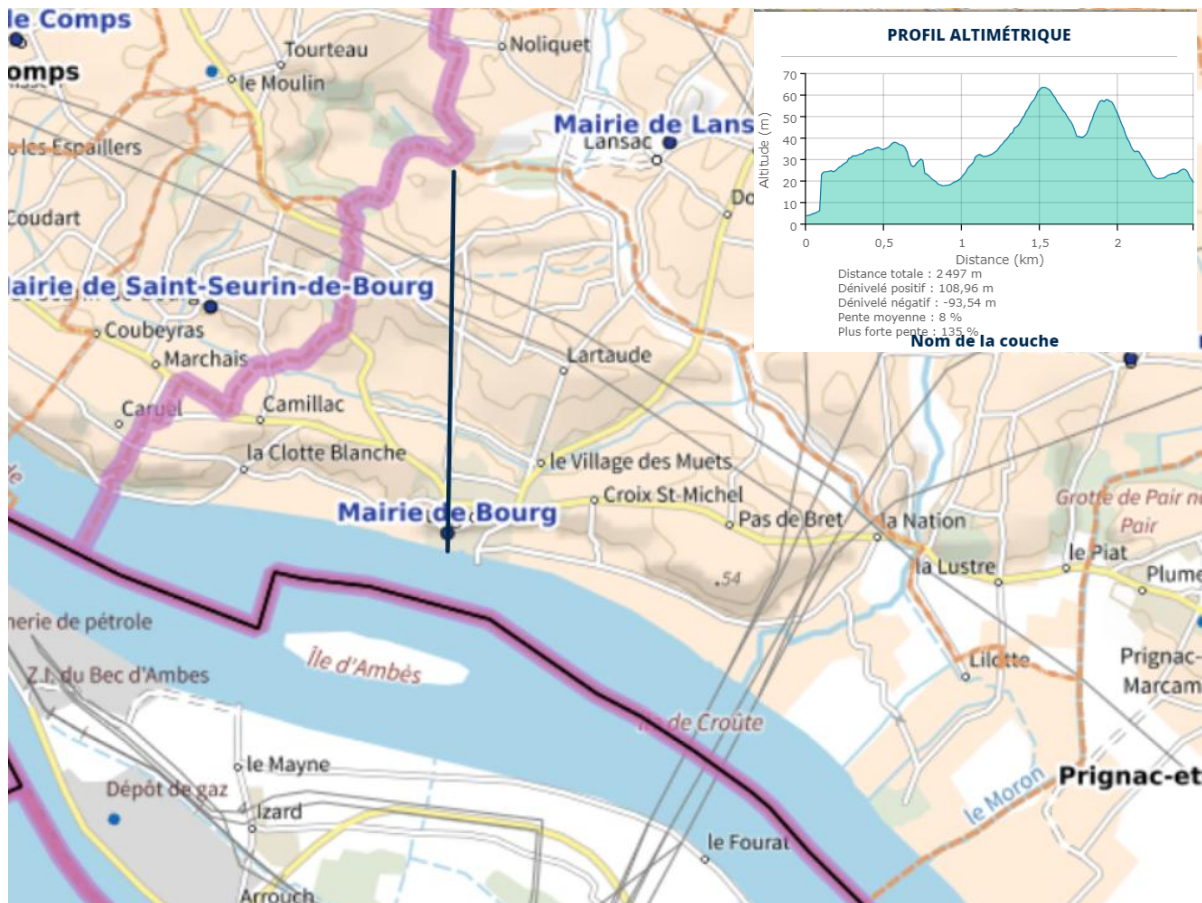 le Comps
omps
Tourteau
le Moulin
Noliquet
Mairie de Lans
Lansac
les Espaillers
Coudart
Do
Mairie de Saint-Seurin-de-Bourg
Coubeyras
Marchais
Lartaude
Caruel
Camillac
la Clotte Blanche
le Village des Muets
Croix St-Michel
Mairie de Bourg
Pas de Bret
la Nation
Grotte de Pair
Pair
le Piat
la Lustre
Plume
.54
nerie de pétrole
Z.I. du Bec d'Ambes
Île d'Ambès
de Croûte
Lilotte
Prignac-
Marcam
le Mayne
Dépôt de gaz
4
Izard
le Moron
Prignac-et
le Fourat
Arrouch
PROFIL ALTIMÉTRIQUE
Altitude (m)
70
60
50
40
30
20
10
0
0 0,5 1 1,5 2
Distance (km)
Distance totale : 2 497 m
Dénivelé positif : 108,96 m
Dénivelé négatif : -93,54 m
Pente moyenne : 8 %
Plus forte pente : 135 %
Nom de la couche